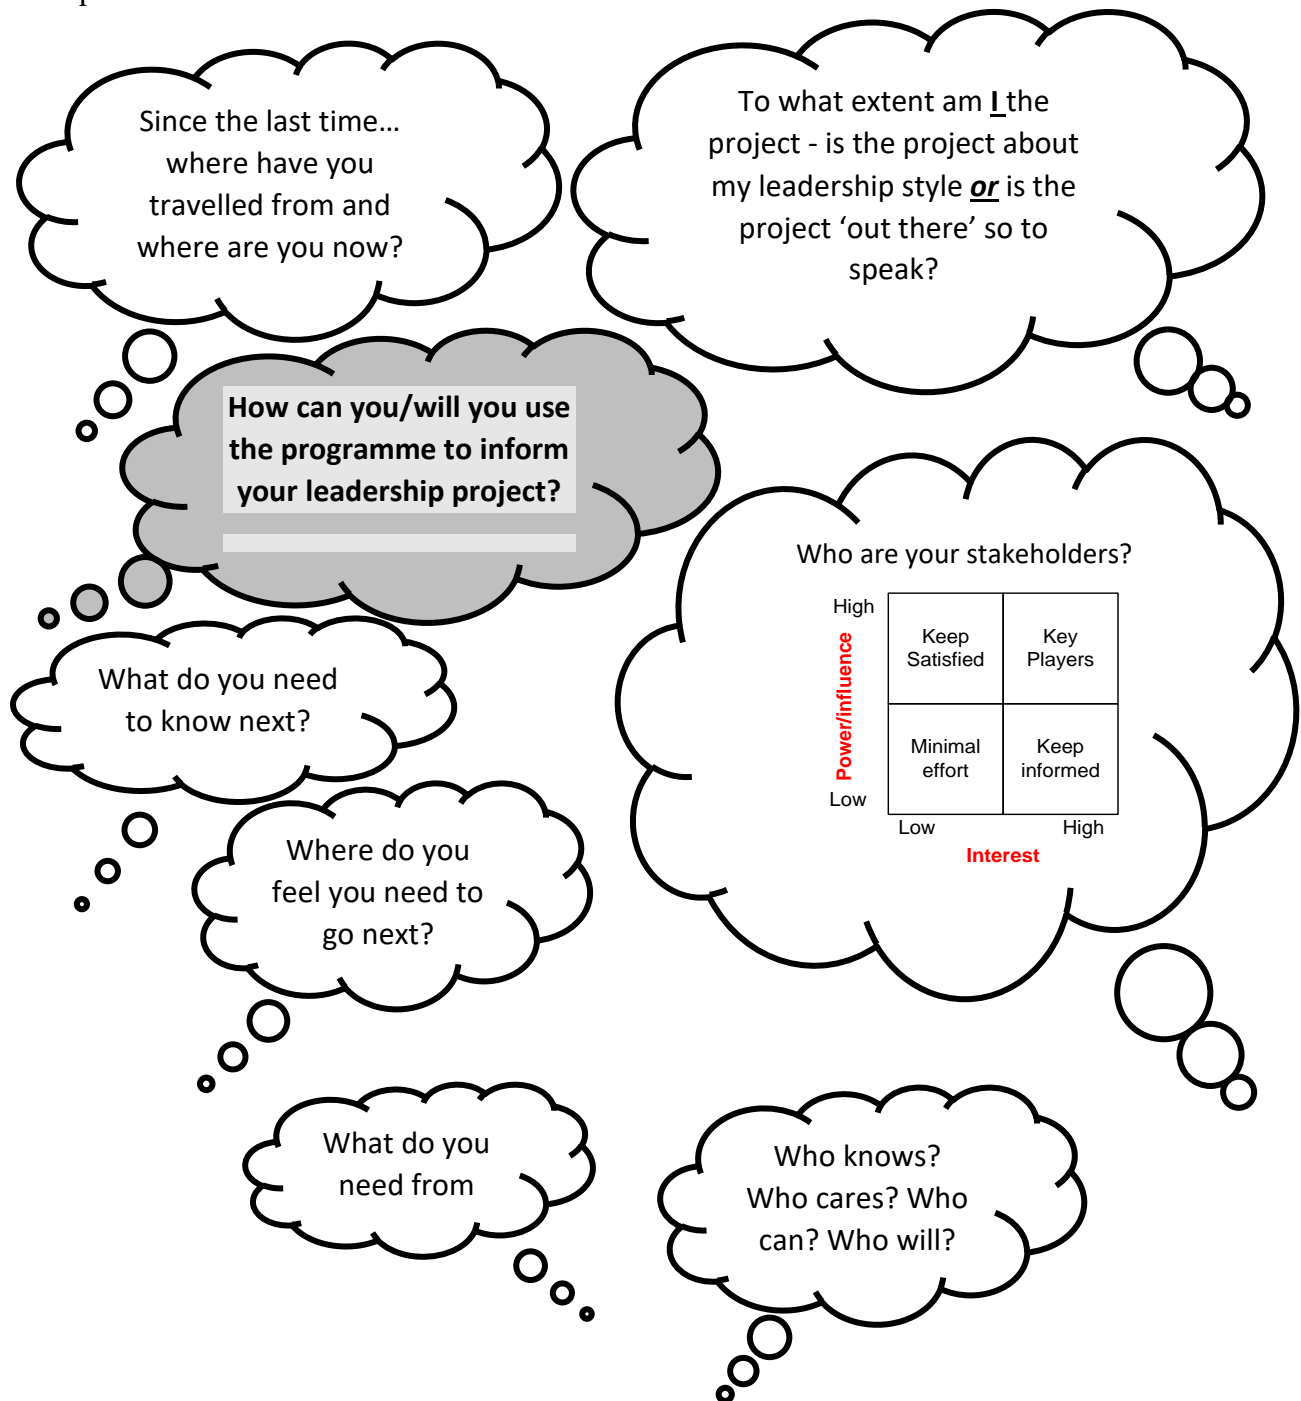 Since the last time…
where have you
travelled from and
where are you now?
To what extent am I the
project - is the project about
my leadership style or is the
project ‘out there’ so to
speak?
How can you/will you use
the programme to inform
your leadership project?
Who are your stakeholders?
High
Keep
Satisfied
Key
Players
Power/influence
Minimal
effort
Keep
informed
Low
Low
High
Interest
What do you need
to know next?
Where do you
feel you need to
go next?
What do you
need from
Who knows?
Who cares? Who
can? Who will?